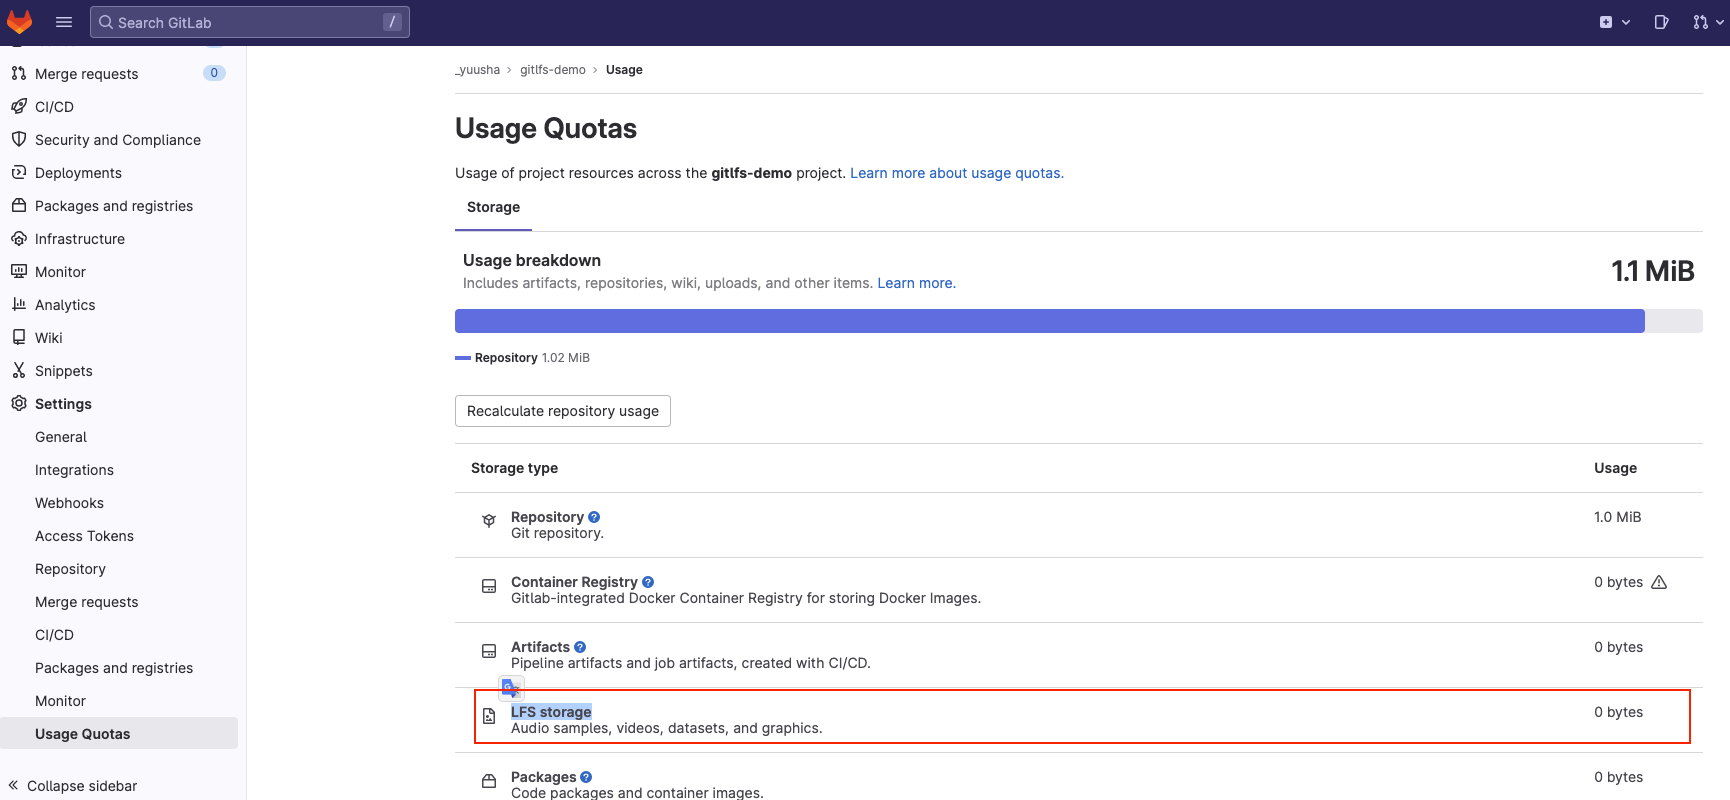 Search GitLab
/
Merge requests 0
CI/CD
Security and Compliance
Deployments
Packages and registries
Infrastructure
Monitor
Analytics
Wiki
Snippets
Settings
General
Integrations
Webhooks
Access Tokens
Repository
Merge requests
CI/CD
Packages and registries
Monitor
Usage Quotas
Collapse sidebar
_yuusha › gitlfs-demo › Usage
Usage Quotas
Usage of project resources across the gitlfs-demo project. Learn more about usage quotas.
Storage
Usage breakdown
Includes artifacts, repositories, wiki, uploads, and other items. Learn more.
1.1 MiB
Repository 1.02 MiB
Recalculate repository usage
Storage type Usage
Repository ? 1.0 MiB
Git repository.
Container Registry ? 0 bytes
Gitlab-integrated Docker Container Registry for storing Docker Images.
Artifacts ? 0 bytes
Pipeline artifacts and job artifacts, created with CI/CD.
LFS storage 0 bytes
Audio samples, videos, datasets, and graphics.
Packages ? 0 bytes
Code packages and container images.